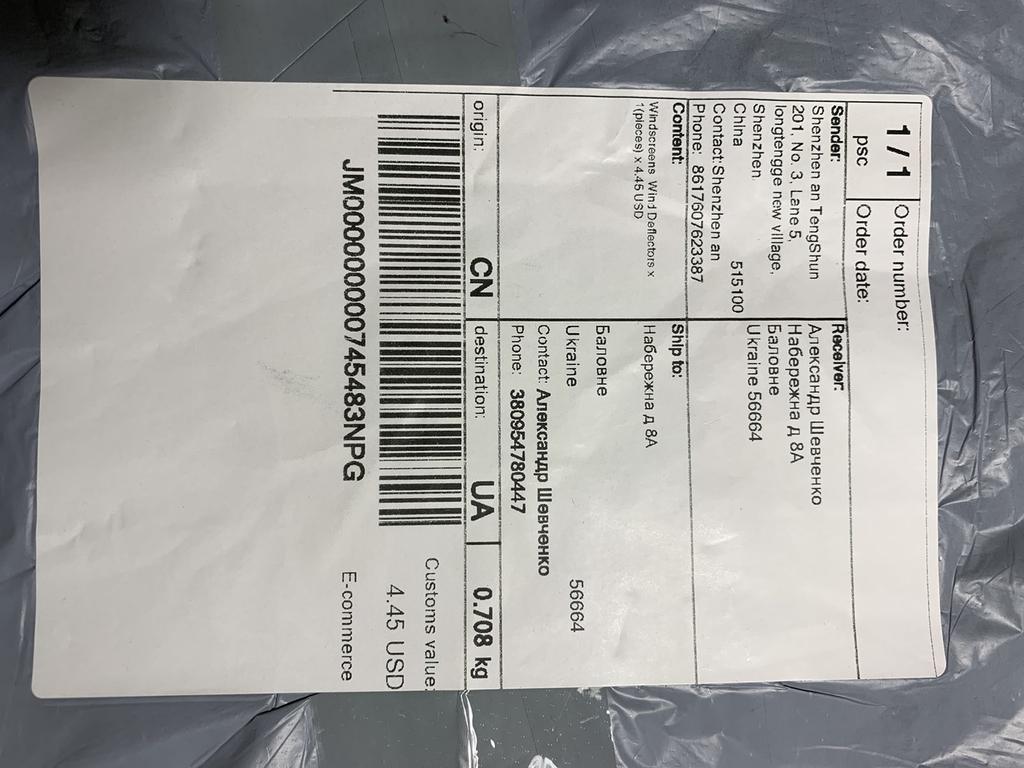 1 / 1
psc
Order number:
Order date:
Sender:
Shenzhen an TengShun
201, No. 3, Lane 5,
longtengge new village,
Shenzhen
China 515100
Contact:Shenzhen an
Phone: 8617607623387
Receiver:
Александр Шевченко
Набережна д 8А
Баловне
Ukraine 56664
Content:
Windscreens Wind Deflectors x
1(pieces) x 4.45 USD
Ship to:
Набережна д 8А
Баловне
Ukraine 56664
Contact: Александр Шевченко
Phone: 380954780447
origin: CN
destination: UA
0.708 kg
Customs value:
4.45 USD
JM0000000000745483NPG
E-commerce